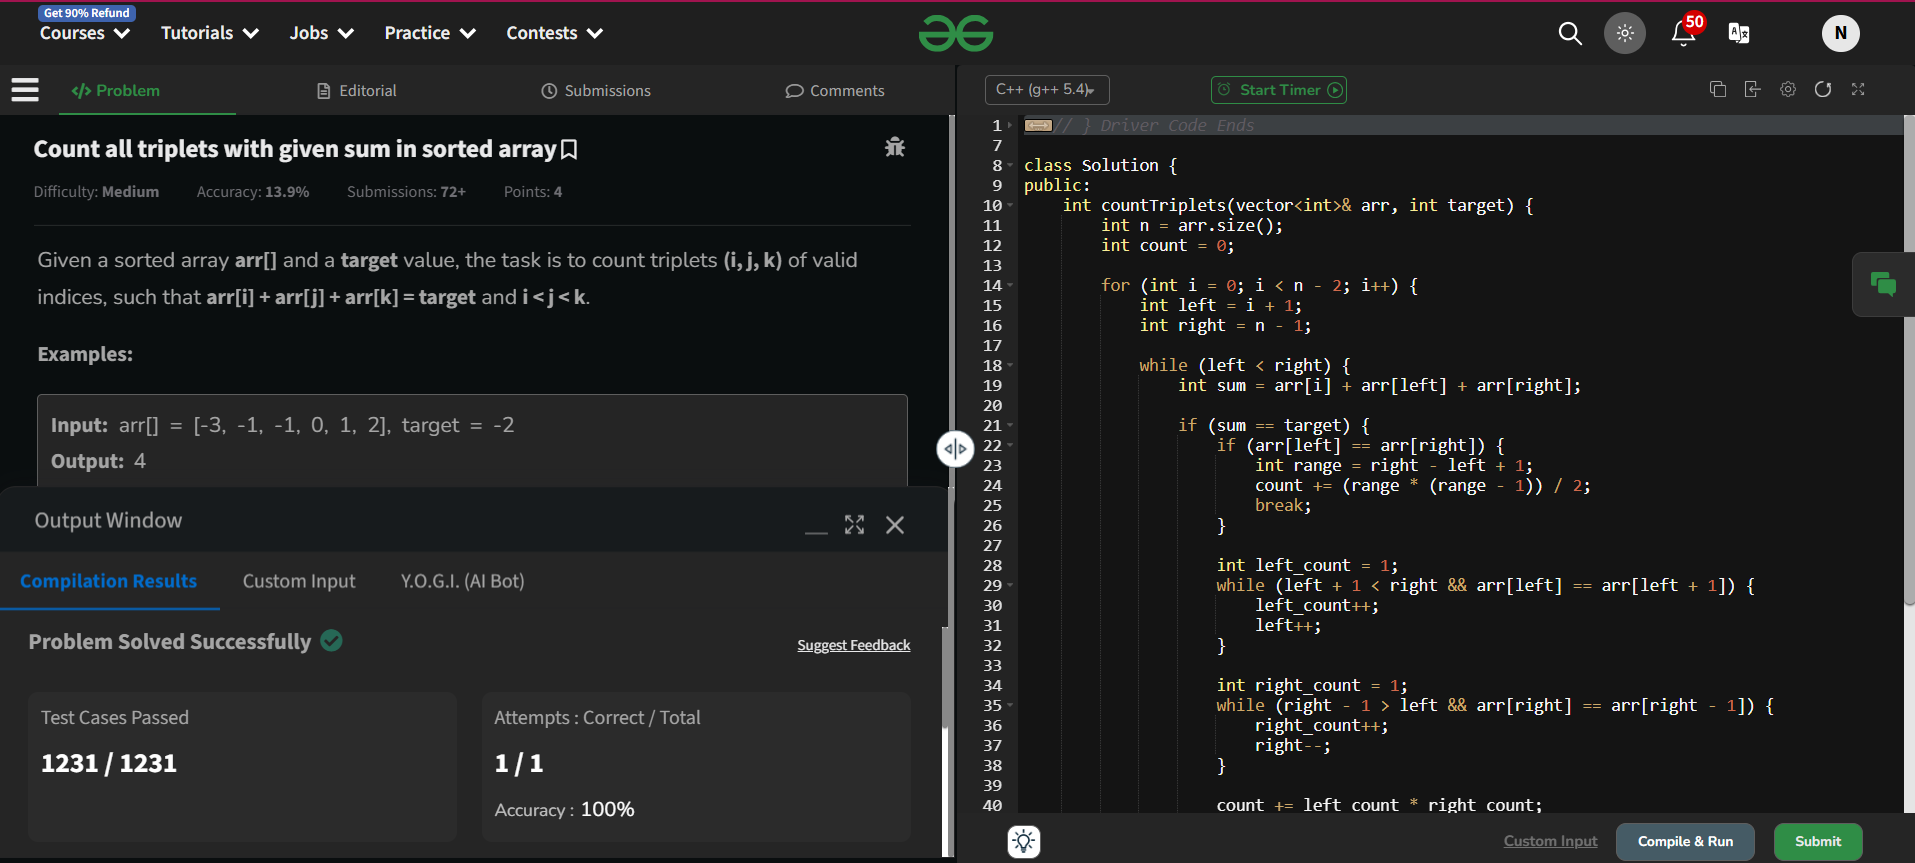 Get 90% Refund
Courses Tutorials Jobs Practice Contests
50
N
</> Problem Editorial Submissions Comments
Count all triplets with given sum in sorted array
Difficulty: Medium Accuracy: 13.9% Submissions: 72+ Points: 4
Given a sorted array arr[] and a target value, the task is to count triplets (i, j, k) of valid
indices, such that arr[i] + arr[j] + arr[k] = target and i < j < k.
Examples:
Input: arr[] = [-3, -1, -1, 0, 1, 2], target = -2
Output: 4
Output Window
Compilation Results Custom Input Y.O.G.I. (AI Bot)
Problem Solved Successfully
Suggest Feedback
Test Cases Passed
1231 / 1231
Attempts : Correct / Total
1 / 1
Accuracy : 100%
C++ (g++ 5.4)
Start Timer
1 // } Driver Code Ends
7
8 class Solution {
9 public:
10     int countTriplets(vector<int>& arr, int target) {
11         int n = arr.size();
12         int count = 0;
13
14         for (int i = 0; i < n - 2; i++) {
15             int left = i + 1;
16             int right = n - 1;
17
18             while (left < right) {
19                 int sum = arr[i] + arr[left] + arr[right];
20
21                 if (sum == target) {
22                     if (arr[left] == arr[right]) {
23                         int range = right - left + 1;
24                         count += (range * (range - 1)) / 2;
25                         break;
26                     }
27
28                     int left_count = 1;
29                     while (left + 1 < right && arr[left] == arr[left + 1]) {
30                         left_count++;
31                         left++;
32                     }
33
34                     int right_count = 1;
35                     while (right - 1 > left && arr[right] == arr[right - 1]) {
36                         right_count++;
37                         right--;
38                     }
39
40                     count += left_count * right_count;
Custom Input Compile & Run Submit